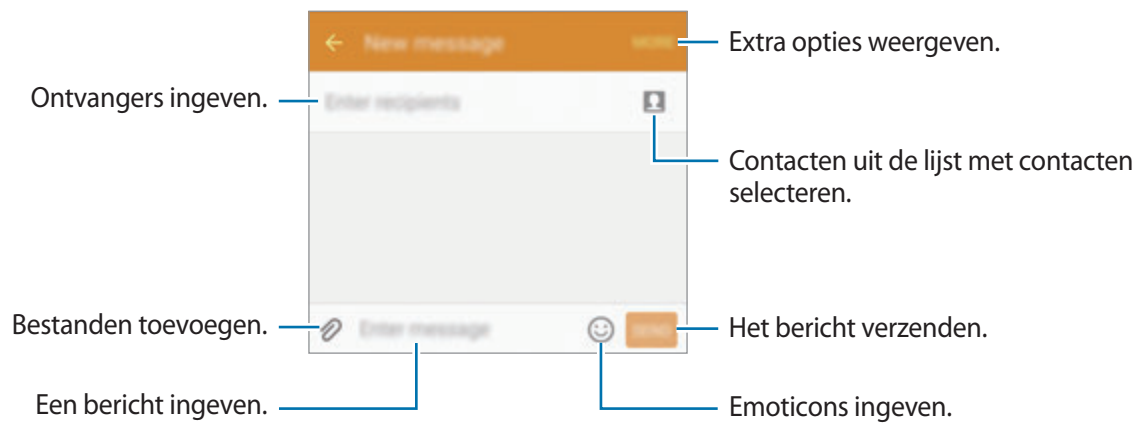 New message
MORE
Extra opties weergeven.
Ontvangers ingeven.
Enter recipients
Contacten uit de lijst met contacten
selecteren.
Bestanden toevoegen.
Enter message
SEND
Het bericht verzenden.
Een bericht ingeven.
Emoticons ingeven.